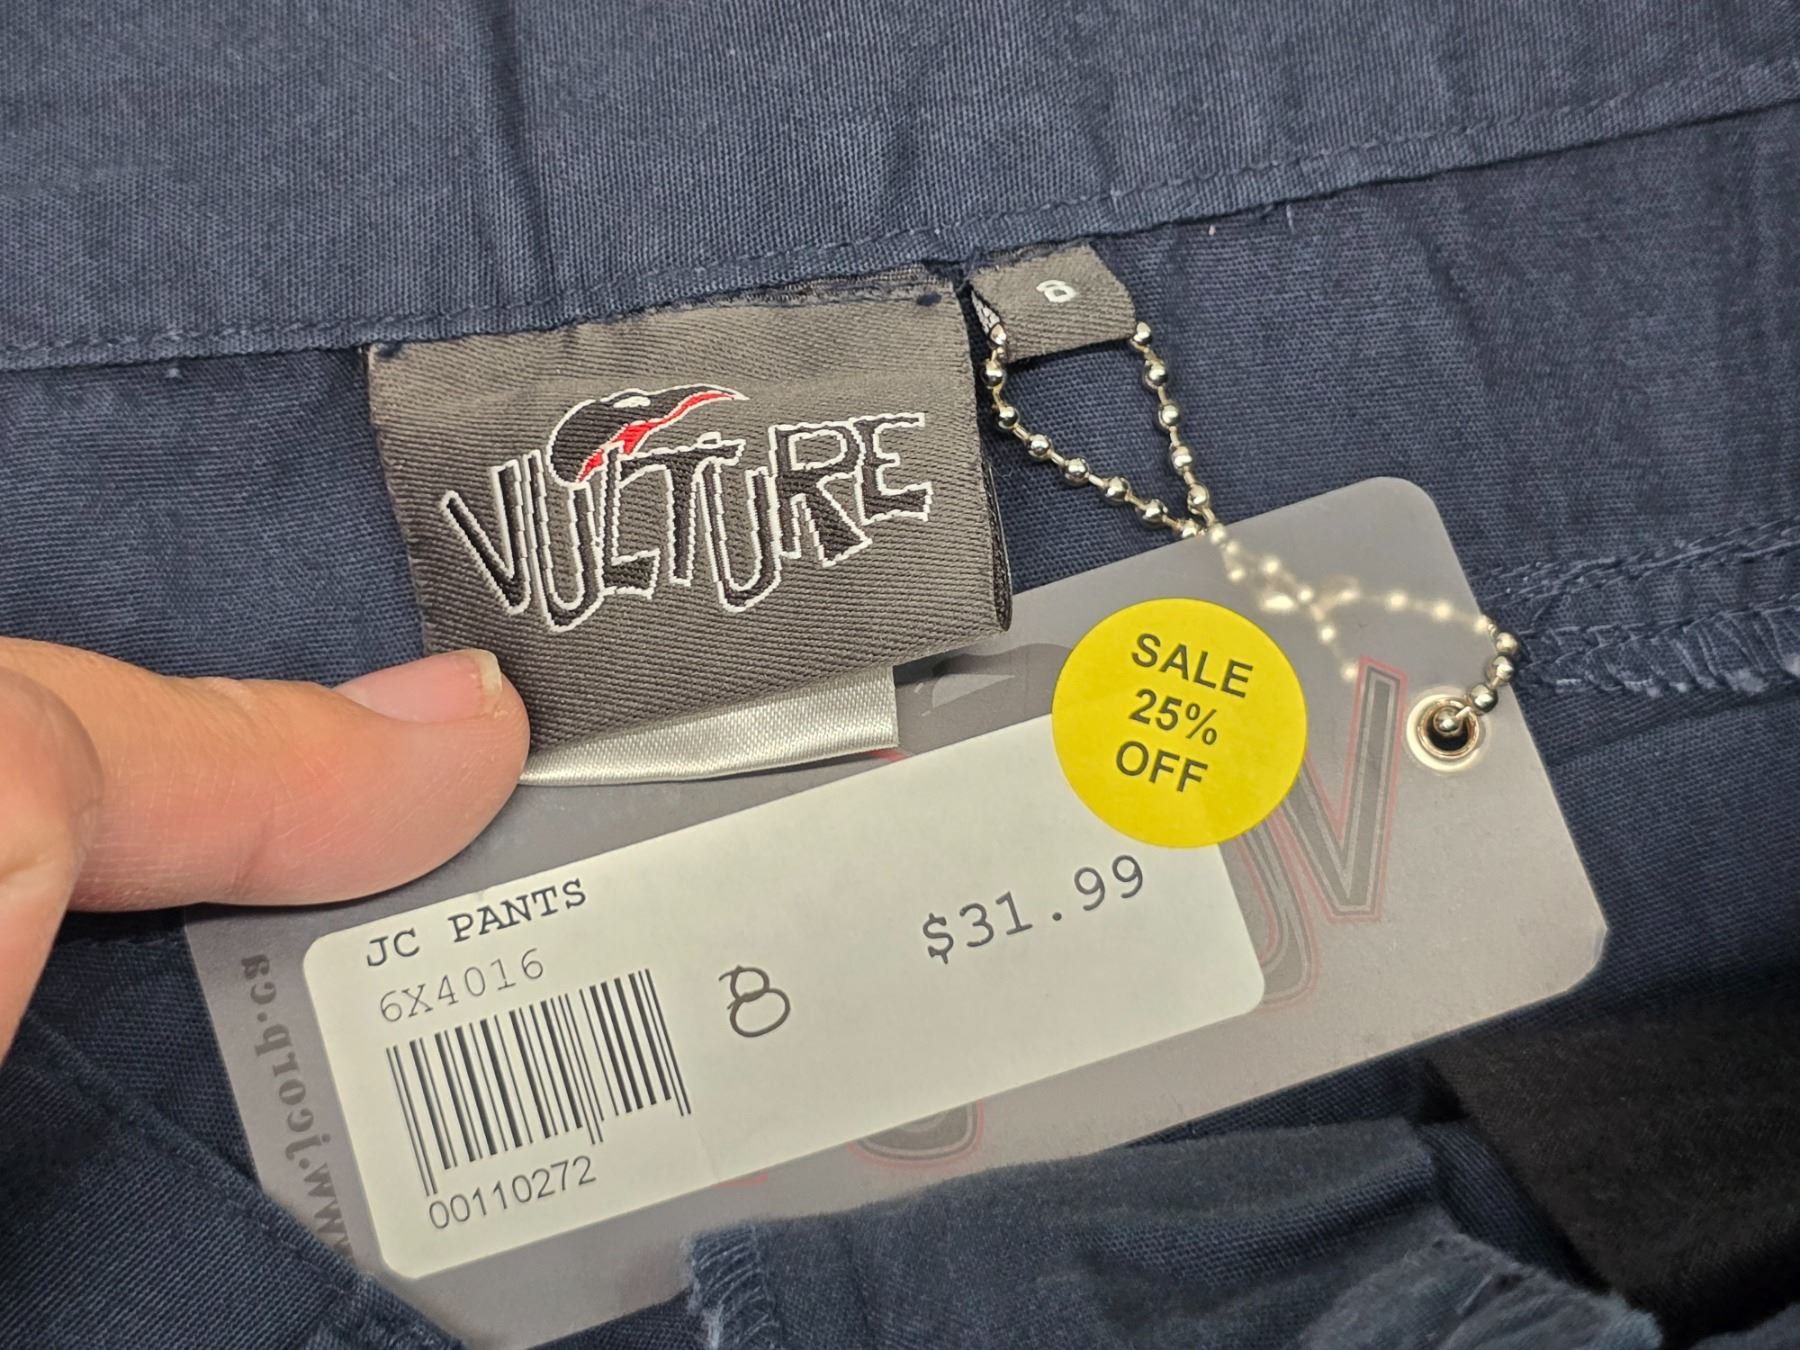 VULTURE
8
SALE
25%
OFF
JC PANTS
6X4016
8
$31.99
00110272